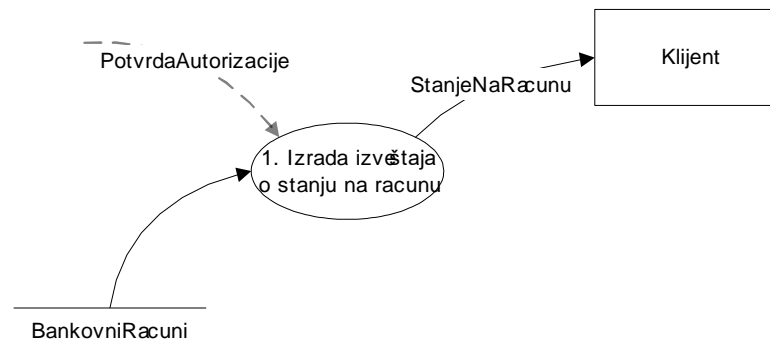 PotvrdaAutorizacije
Klijent
StanjeNaRacunu
1. Izrada izveštaja
o stanju na racunu
BankovniRacuni